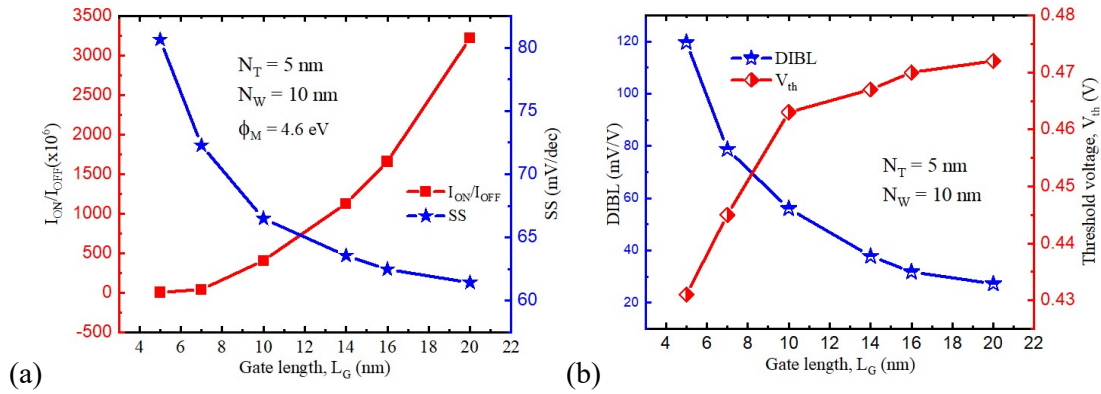 3500
3000
2500
2000
1500
1000
500
0
-500
I_ON/I_OFF(x10^6)
N_T = 5 nm
N_W = 10 nm
ϕ_M = 4.6 eV
I_ON/I_OFF
SS
80
75
70
65
60
SS (mV/dec)
4 6 8 10 12 14 16 18 20 22
Gate length, L_G (nm)
(a)
120
100
80
60
40
20
DIBL (mV/V)
DIBL
V_th
N_T = 5 nm
N_W = 10 nm
0.48
0.47
0.46
0.45
0.44
0.43
Threshold voltage, V_th (V)
4 6 8 10 12 14 16 18 20 22
Gate length, L_G (nm)
(b)